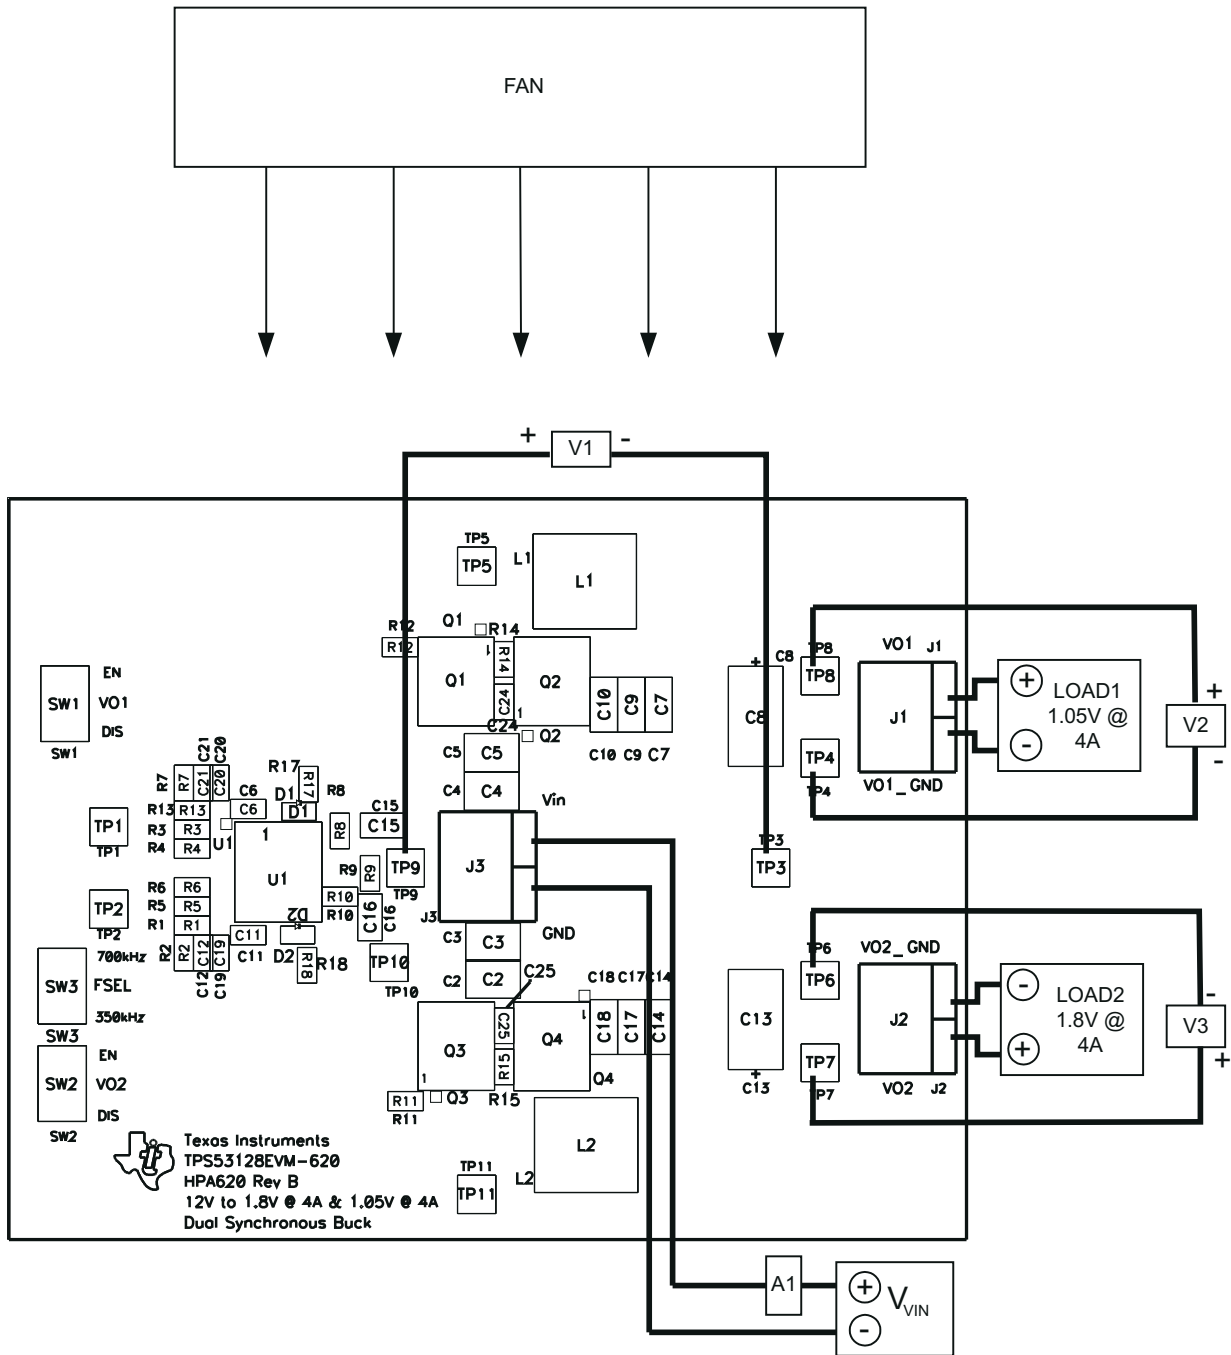 FAN
+ V1 -
TP5
TP5
L1
L1
Q1
R14
R12
R12
Q1
1
R14
Q2
C24
1
C24
Q2
C10
C9
C7
C10 C9 C7
C5
C5
C4
C4
Vin
+
C8
C8
TP8
TP8
VO1
J1
J1
TP4
TP4
VO1_GND
+
-
LOAD1
1.05V @
4A
+
V2
-
EN
SW1
VO1
DIS
SW1
C21
C20
R7
R7
C21
C20
R17
R17
R8
R8
D1
D1
C6
C6
R13
R13
R3
R3
R4
R4
U1
1
U1
TP1
TP1
C15
C15
R9
R9
TP9
TP9
J3
J3
TP3
TP3
R6
R6
R5
R5
R1
R1
TP2
TP2
R10
R10
C16
C16
D2
D2
R2
R2
C12
C19
C12
C19
C11
C11
R18
R18
TP10
TP10
GND
C3
C3
C2
C2
C25
700kHz
SW3
FSEL
350kHz
SW3
C18 C17 C14
C18
C17
C14
1
Q3
1
C25
R15
Q4
Q4
Q3
R15
R11
R11
C13
+
C13
TP6
TP6
VO2_GND
J2
TP7
TP7
VO2
J2
-
+
LOAD2
1.8V @
4A
-
V3
+
EN
SW2
VO2
DIS
SW2
L2
L2
TP11
TP11
Texas Instruments
TPS53128EVM-620
HPA620 Rev B
12V to 1.8V @ 4A & 1.05V @ 4A
Dual Synchronous Buck
A1
+
-
VVIN